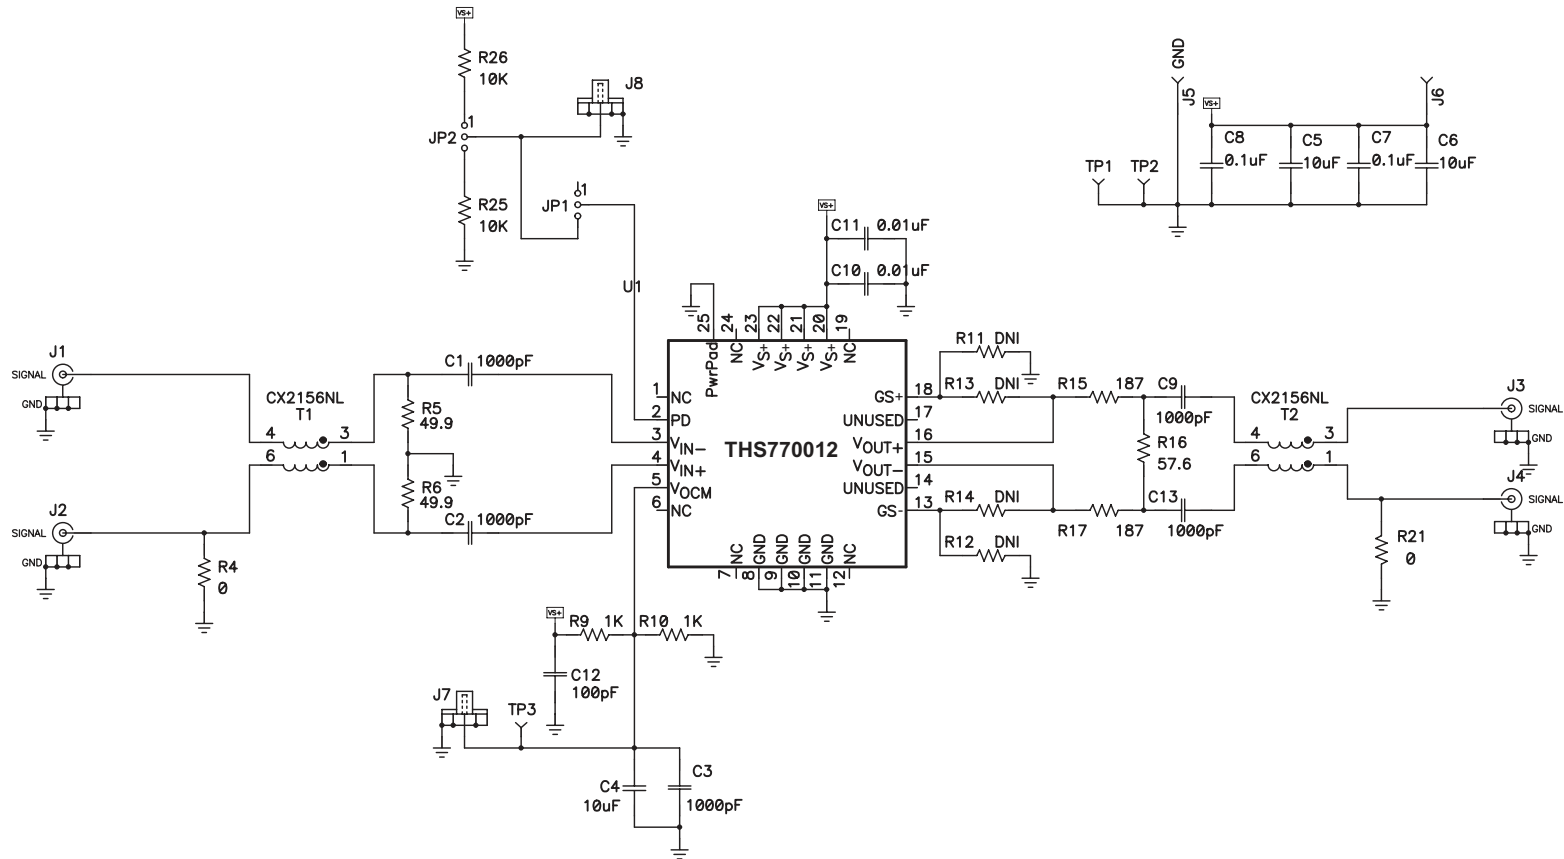 VS+
R26
10K
J8
JP2
1
1
JP1
R25
10K
U1
GND
J5
J6
VS+
C8
0.1uF
C5
10uF
C7
0.1uF
C6
10uF
TP1
TP2
VS+
C11 0.01uF
C10 0.01uF
25
24
23
22
21
20
19
PwrPad
NC
VS+
VS+
VS+
VS+
NC
J1
SIGNAL
GND
CX2156NL
T1
4
3
6
1
C1 1000pF
R5
49.9
R6
49.9
C2 1000pF
J2
SIGNAL
GND
R4
0
1
NC
2
PD
3
VIN-
4
VIN+
5
VOCM
6
NC
THS770012
GS+
18
UNUSED
17
VOUT+
16
VOUT-
15
UNUSED
14
GS-
13
NC
GND
GND
GND
GND
NC
7
8
9
10
11
12
R11 DNI
R13 DNI
R15 187
C9
1000pF
R16
57.6
R14 DNI
R17 187
C13
1000pF
R12 DNI
CX2156NL
T2
4
3
6
1
J3
SIGNAL
GND
J4
SIGNAL
GND
R21
0
VS+
R9 1K
R10 1K
C12
100pF
J7
TP3
C4
10uF
C3
1000pF